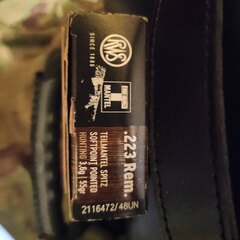 RWS
SINCE 1886
T
MANTEL
.223 Rem.
TEILMANTEL SPITZ
SOFTPOINT POINTED
HUNTING 3,6g | 55gr
2116472/48UN